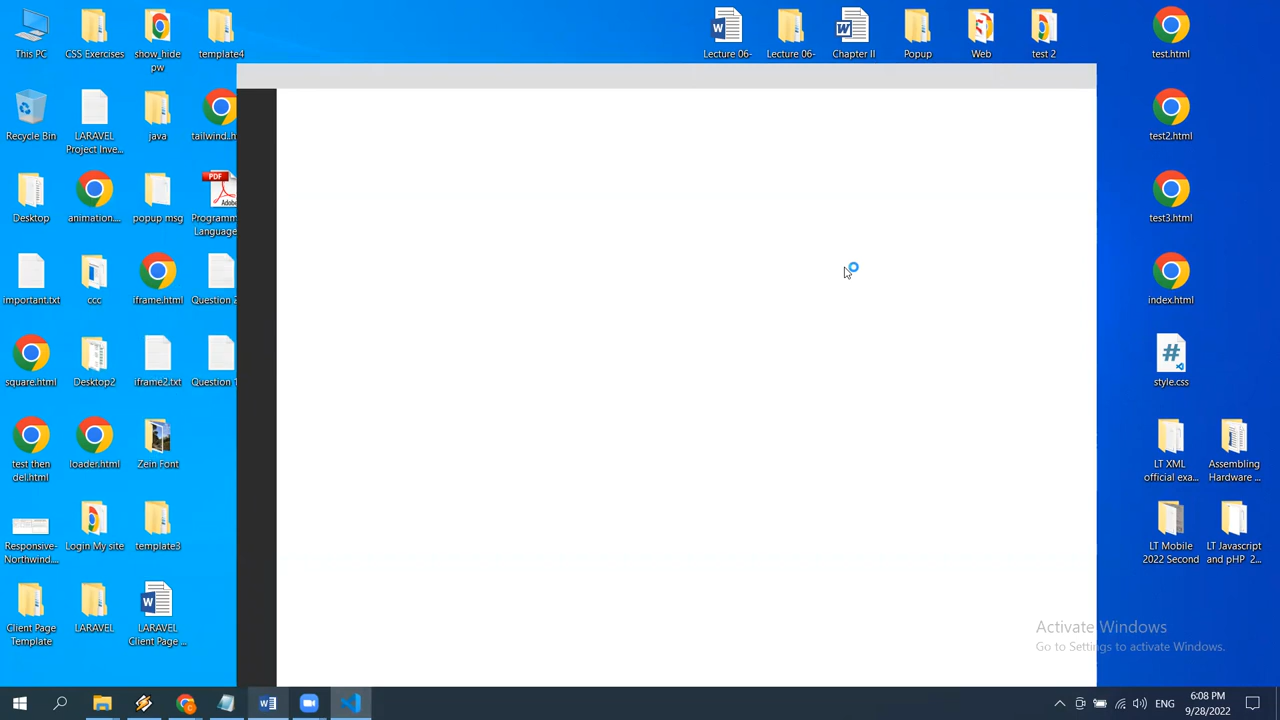 This PC
CSS Exercises
show_hide
pw
template4
Lecture 06-
Lecture 06-
Chapter II
Popup
Web
test 2
test.html
Recycle Bin
LARAVEL
Project Inve...
java
tailwind..h
test2.html
Desktop
animation....
popup msg
PDF
Adobe
Programm
Language
test3.html
important.txt
ccc
iframe.html
Question
index.html
square.html
Desktop2
iframe2.txt
Question
style.css
test then
del.html
loader.html
Zein Font
LT XML
official exa...
Assembling
Hardware ...
Responsive-
Northwind....
Login My site
template3
LT Mobile
2022 Second
LT Javascript
and pHP 2...
Client Page
Template
LARAVEL
LARAVEL
Client Page ...
Activate Windows
Go to Settings to activate Windows.
ENG
6:08 PM
9/28/2022